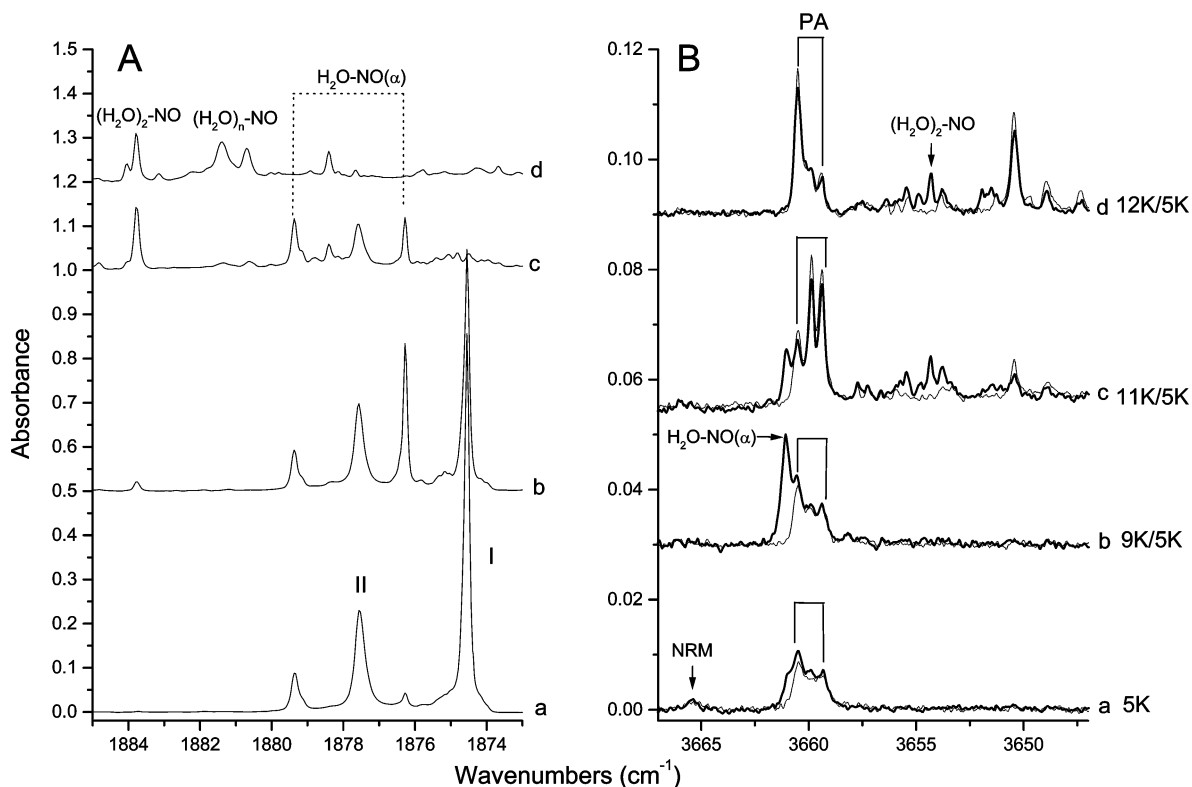 A
B
PA
H2O-NO(α)
(H2O)2-NO
(H2O)n-NO
(H2O)2-NO
H2O-NO(α)
NRM
I
II
d
c
b
a
d 12K/5K
c 11K/5K
b 9K/5K
a 5K
Absorbance
1.5
1.4
1.3
1.2
1.1
1.0
0.9
0.8
0.7
0.6
0.5
0.4
0.3
0.2
0.1
0.0
0.12
0.10
0.08
0.06
0.04
0.02
0.00
1884 1882 1880 1878 1876 1874
3665 3660 3655 3650
Wavenumbers (cm-1)